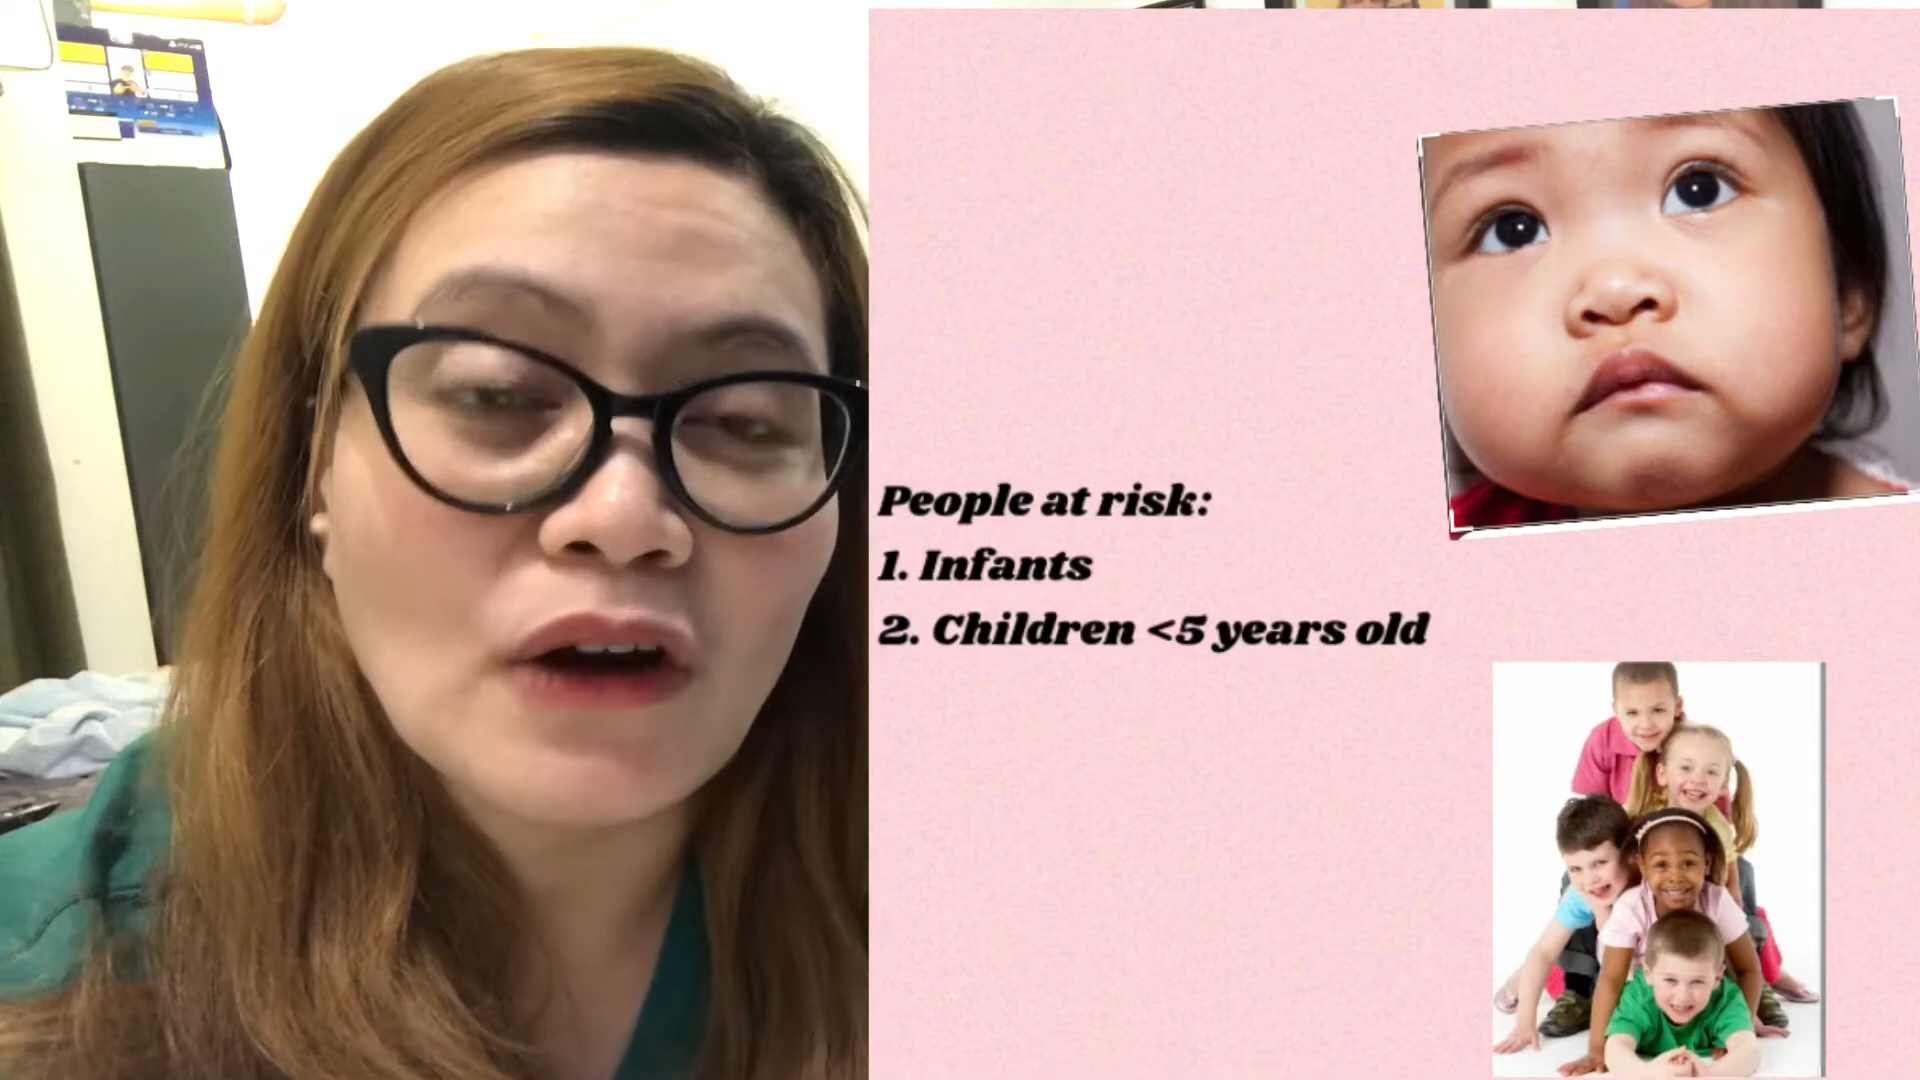 People at risk:
1. Infants
2. Children <5 years old